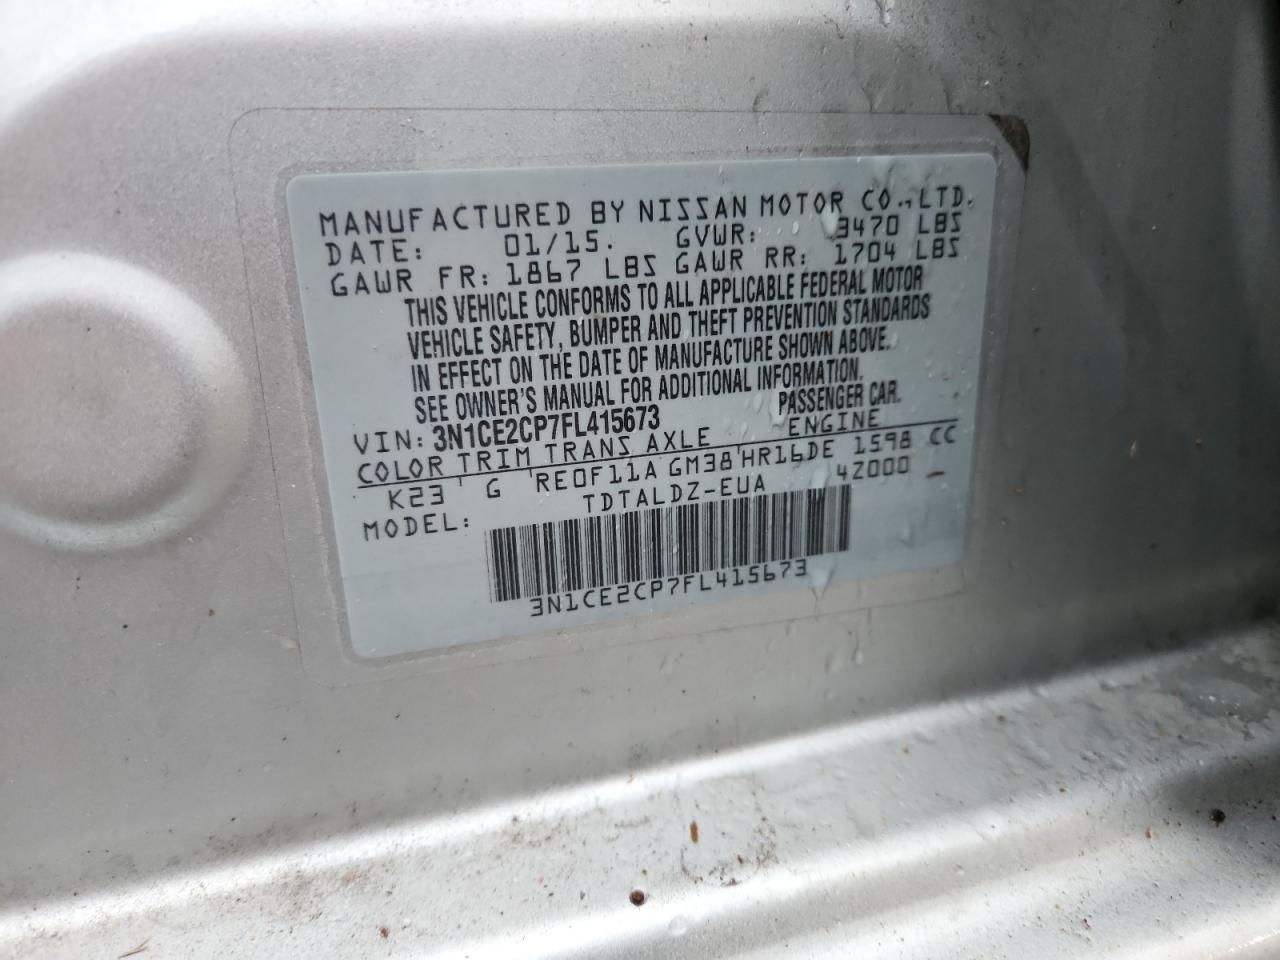 MANUFACTURED BY NISSAN MOTOR CO., LTD.
DATE: 01/15. GVWR: 3470 LBS
GAWR FR: 1867 LBS GAWR RR: 1704 LBS
THIS VEHICLE CONFORMS TO ALL APPLICABLE FEDERAL MOTOR
VEHICLE SAFETY, BUMPER AND THEFT PREVENTION STANDARDS
IN EFFECT ON THE DATE OF MANUFACTURE SHOWN ABOVE.
SEE OWNER'S MANUAL FOR ADDITIONAL INFORMATION.
VIN: 3N1CE2CP7FL415673 PASSENGER CAR.
COLOR TRIM TRANS AXLE ENGINE
K23 G RE0F11A GM38 HR16DE 1598 CC
MODEL: TDTALDZ-EUA 4Z000 -
3N1CE2CP7FL415673